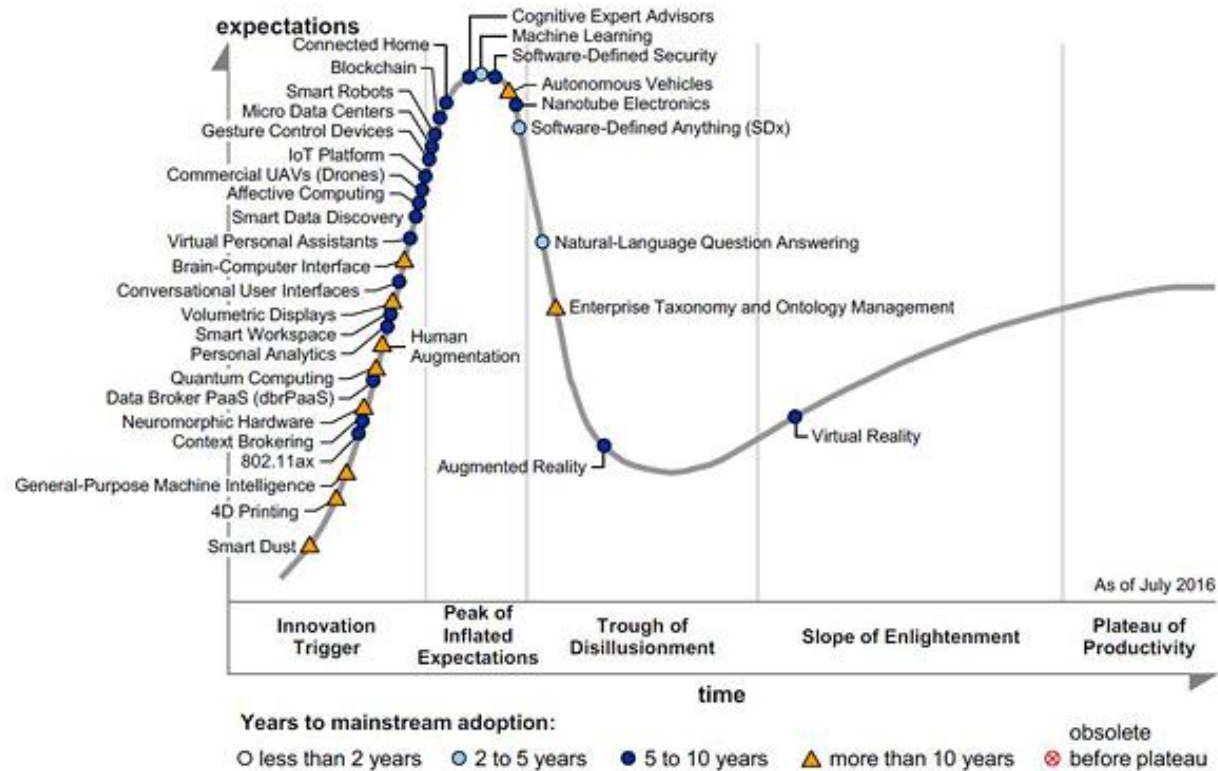 expectations
Cognitive Expert Advisors
Machine Learning
Software-Defined Security
Connected Home
Blockchain
Autonomous Vehicles
Smart Robots
Nanotube Electronics
Micro Data Centers
Software-Defined Anything (SDx)
Gesture Control Devices
IoT Platform
Commercial UAVs (Drones)
Affective Computing
Smart Data Discovery
Virtual Personal Assistants
Natural-Language Question Answering
Brain-Computer Interface
Conversational User Interfaces
Enterprise Taxonomy and Ontology Management
Volumetric Displays
Smart Workspace
Personal Analytics
Human
Augmentation
Quantum Computing
Data Broker PaaS (dbrPaaS)
Neuromorphic Hardware
Context Brokering
802.11ax
Virtual Reality
Augmented Reality
General-Purpose Machine Intelligence
4D Printing
Smart Dust
As of July 2016
Innovation
Trigger
Peak of
Inflated
Expectations
Trough of
Disillusionment
Slope of Enlightenment
Plateau of
Productivity
time
Years to mainstream adoption:
less than 2 years
2 to 5 years
5 to 10 years
more than 10 years
obsolete
before plateau